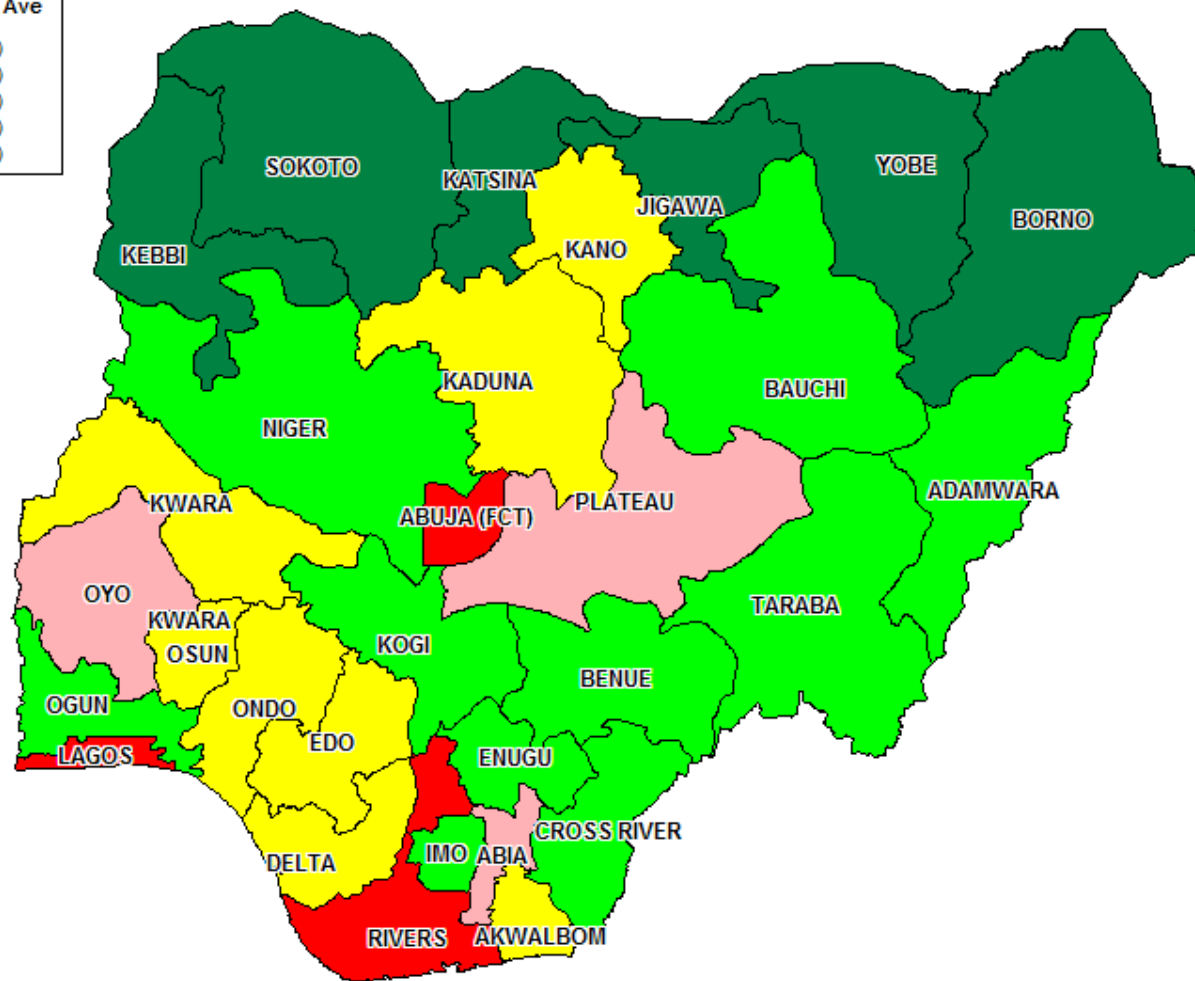 Ave
SOKOTO
KATSINA
YOBE
JIGAWA
BORNO
KEBBI
KANO
KADUNA
BAUCHI
NIGER
ADAMWARA
KWARA
PLATEAU
ABUJA (FCT)
OYO
TARABA
KWARA
KOGI
OSUN
BENUE
OGUN
ONDO
EDO
LAGOS
ENUGU
CROSS RIVER
IMO
ABIA
DELTA
RIVERS
AKWALBOM